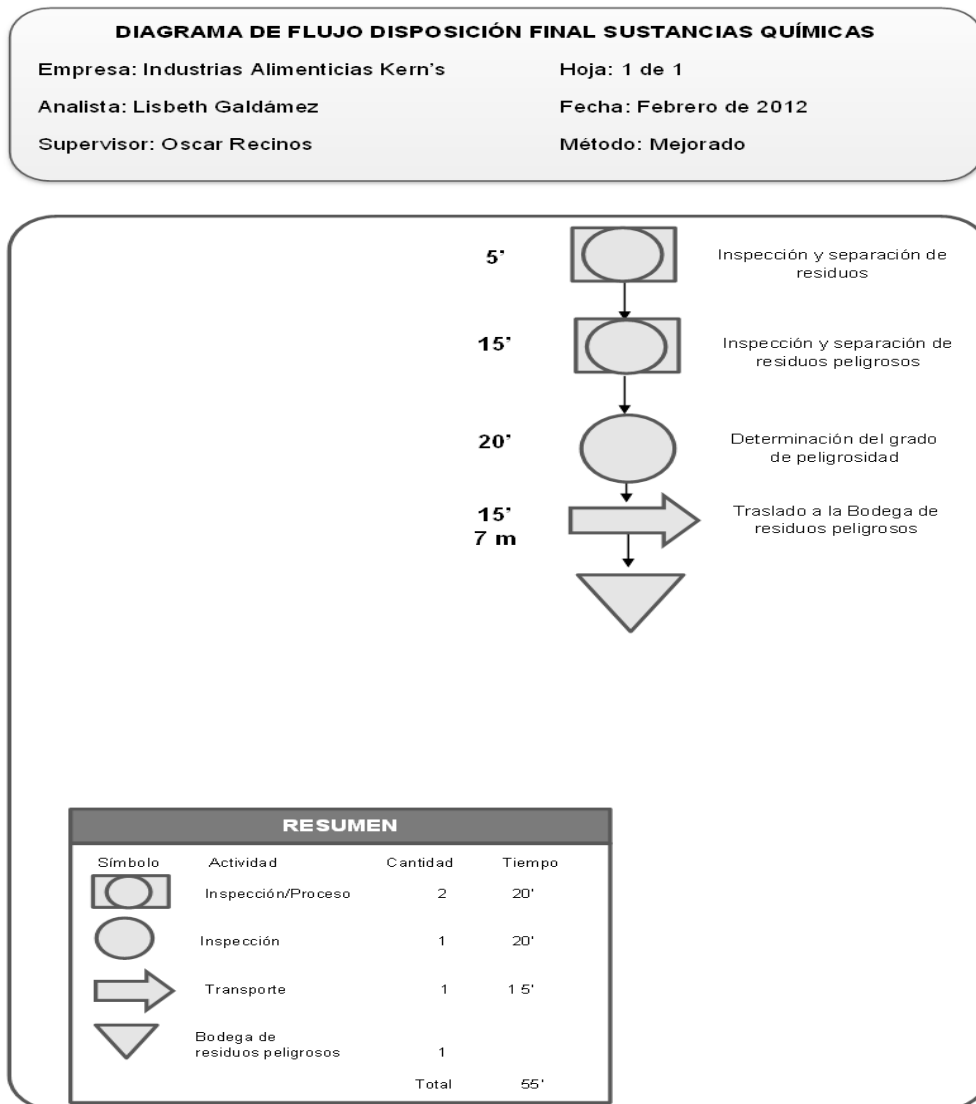 DIAGRAMA DE FLUJO DISPOSICIÓN FINAL SUSTANCIAS QUÍMICAS
Empresa: Industrias Alimenticias Kern's Hoja: 1 de 1
Analista: Lisbeth Galdámez Fecha: Febrero de 2012
Supervisor: Oscar Recinos Método: Mejorado
5' Inspección y separación de
residuos
15' Inspección y separación de
residuos peligrosos
20' Determinación del grado
de peligrosidad
15' Traslado a la Bodega de
7 m residuos peligrosos
RESUMEN
Símbolo Actividad Cantidad Tiempo
Inspección/Proceso 2 20'
Inspección 1 20'
Transporte 1 1 5'
Bodega de
residuos peligrosos 1
Total 55'